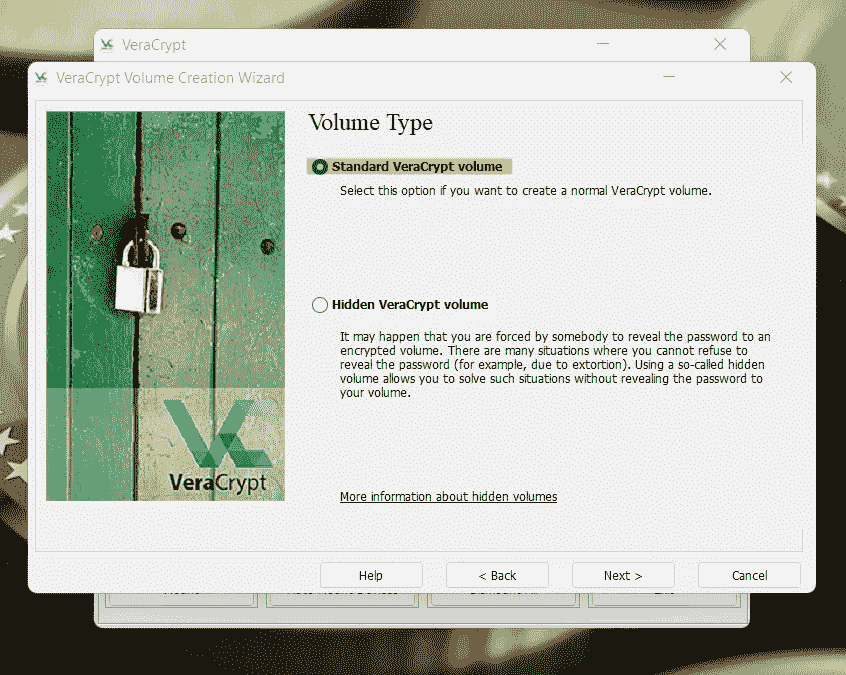 VeraCrypt
VeraCrypt Volume Creation Wizard
Volume Type
Standard VeraCrypt volume
Select this option if you want to create a normal VeraCrypt volume.
Hidden VeraCrypt volume
It may happen that you are forced by somebody to reveal the password to an
encrypted volume. There are many situations where you cannot refuse to
reveal the password (for example, due to extortion). Using a so-called hidden
volume allows you to solve such situations without revealing the password to
your volume.
VeraCrypt
More information about hidden volumes
Help
< Back
Next >
Cancel